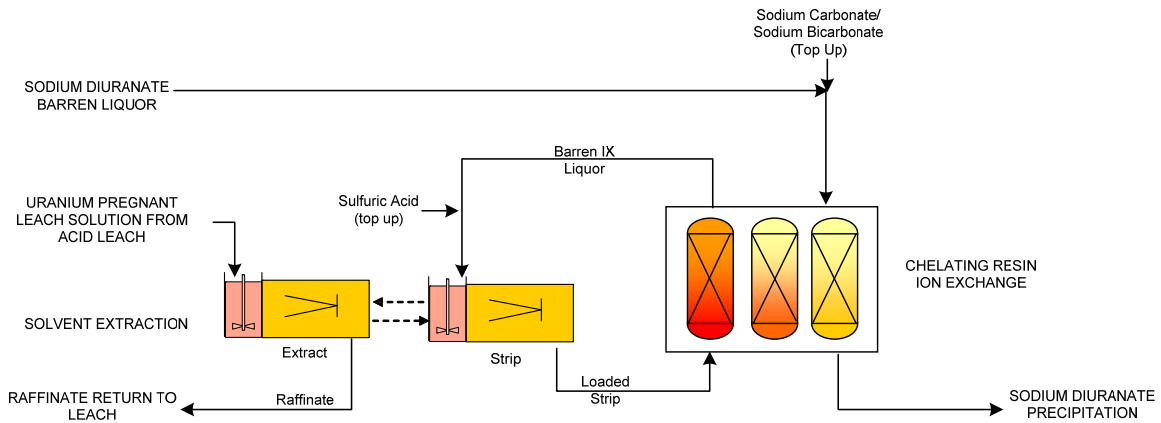 Sodium Carbonate/
Sodium Bicarbonate
(Top Up)
SODIUM DIURANATE
BARREN LIQUOR
Barren IX
Liquor
URANIUM PREGNANT
LEACH SOLUTION FROM
ACID LEACH
Sulfuric Acid
(top up)
CHELATING RESIN
ION EXCHANGE
SOLVENT EXTRACTION
Extract
Strip
Loaded
Strip
RAFFINATE RETURN TO
LEACH
Raffinate
SODIUM DIURANATE
PRECIPITATION